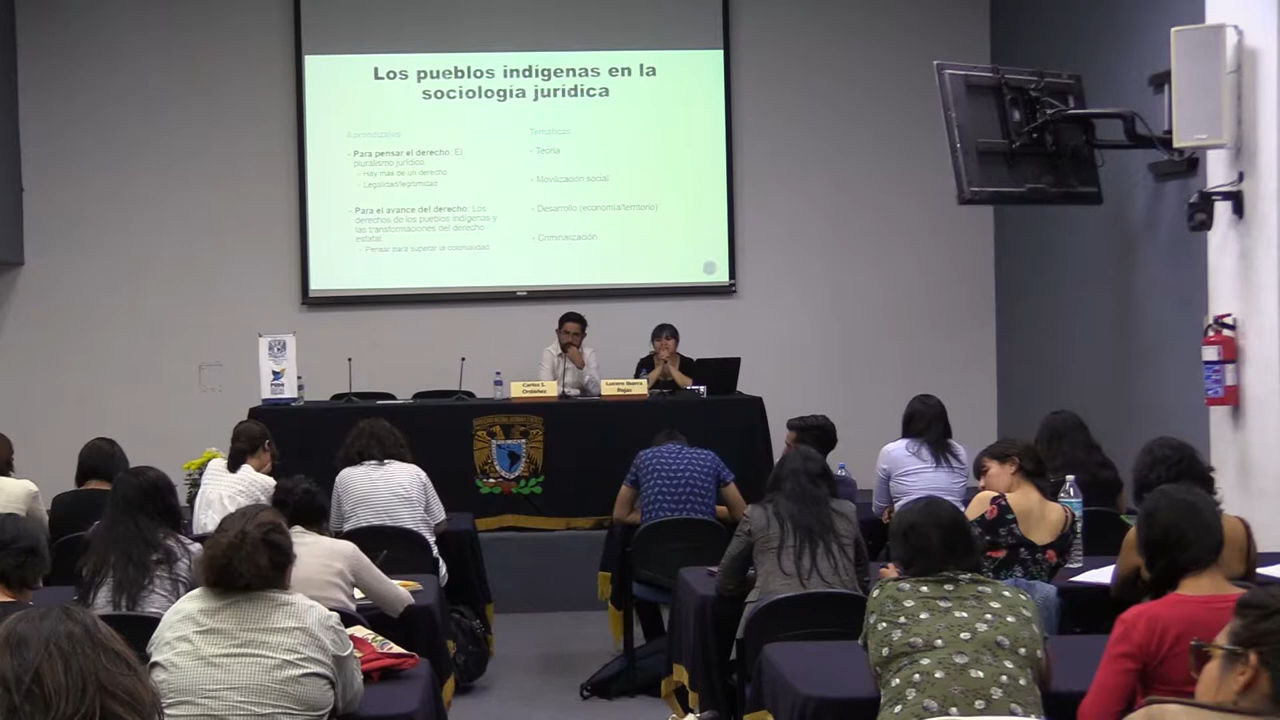 Los pueblos indígenas en la
sociología jurídica
Aprendizajes
- Para pensar el derecho: El
pluralismo jurídico.
- Hay más de un derecho
- Legalidad/legitimidad
- Para el avance del derecho: Los
derechos de los pueblos indígenas y
las transformaciones del derecho
estatal
- Pensar para superar la colonialidad
Temáticas
- Teoría
- Movilización social
- Desarrollo (economía/territorio)
- Criminalización
Carlos S.
Ordóñez
Lucero Ibarra
Rojas